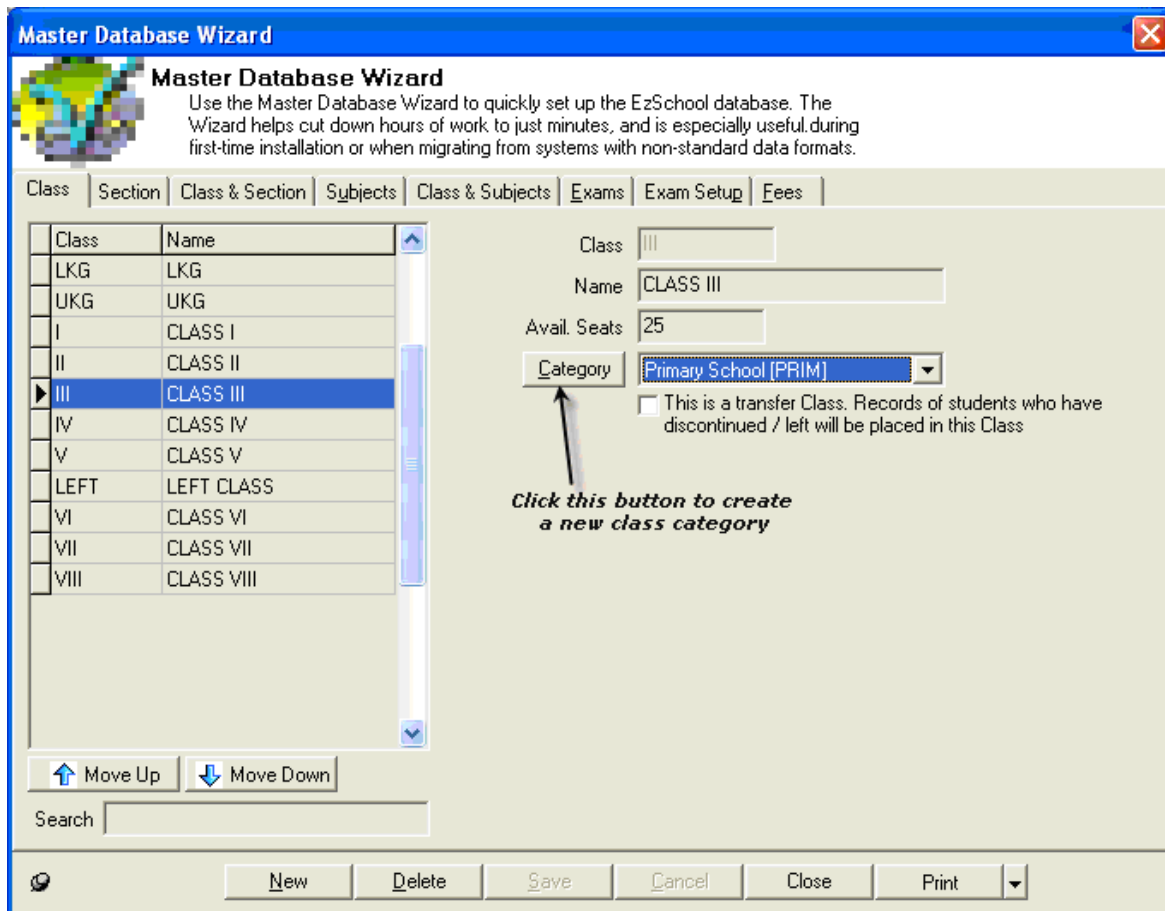 Master Database Wizard
Master Database Wizard
Use the Master Database Wizard to quickly set up the EzSchool database. The
Wizard helps cut down hours of work to just minutes, and is especially useful.during
first-time installation or when migrating from systems with non-standard data formats.
Class Section Class & Section Subjects Class & Subjects Exams Exam Setup Fees
Class Name
LKG LKG
UKG UKG
I CLASS I
II CLASS II
III CLASS III
IV CLASS IV
V CLASS V
LEFT LEFT CLASS
VI CLASS VI
VII CLASS VII
VIII CLASS VIII
Move Up Move Down
Search
Class III
Name CLASS III
Avail. Seats 25
Category Primary School [PRIM]
This is a transfer Class. Records of students who have
discontinued / left will be placed in this Class
Click this button to create
a new class category
New Delete Save Cancel Close Print